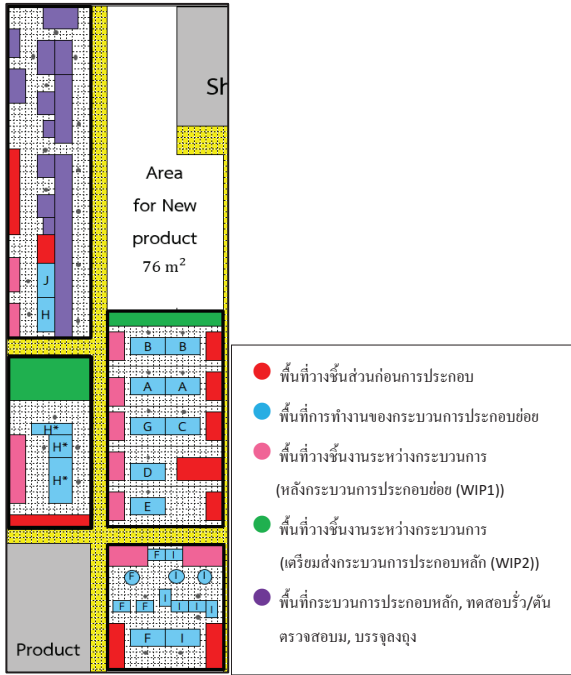 Sh
Area
for New
product
76 m²
J
H
B B
A A
G C
D
E
H*
H*
H*
F I
F I I
I
F F I I I
F I
Product
พื้นที่วางชิ้นส่วนก่อนการประกอบ
พื้นที่การทำงานของกระบวนการประกอบย่อย
พื้นที่วางชิ้นงานระหว่างกระบวนการ
(หลังกระบวนการประกอบย่อย (WIP1))
พื้นที่วางชิ้นงานระหว่างกระบวนการ
(เตรียมส่งกระบวนการประกอบหลัก (WIP2))
พื้นที่กระบวนการประกอบหลัก, ทดสอบรั่ว/ตัน
ตรวจสอบม, บรรจุลงถุง